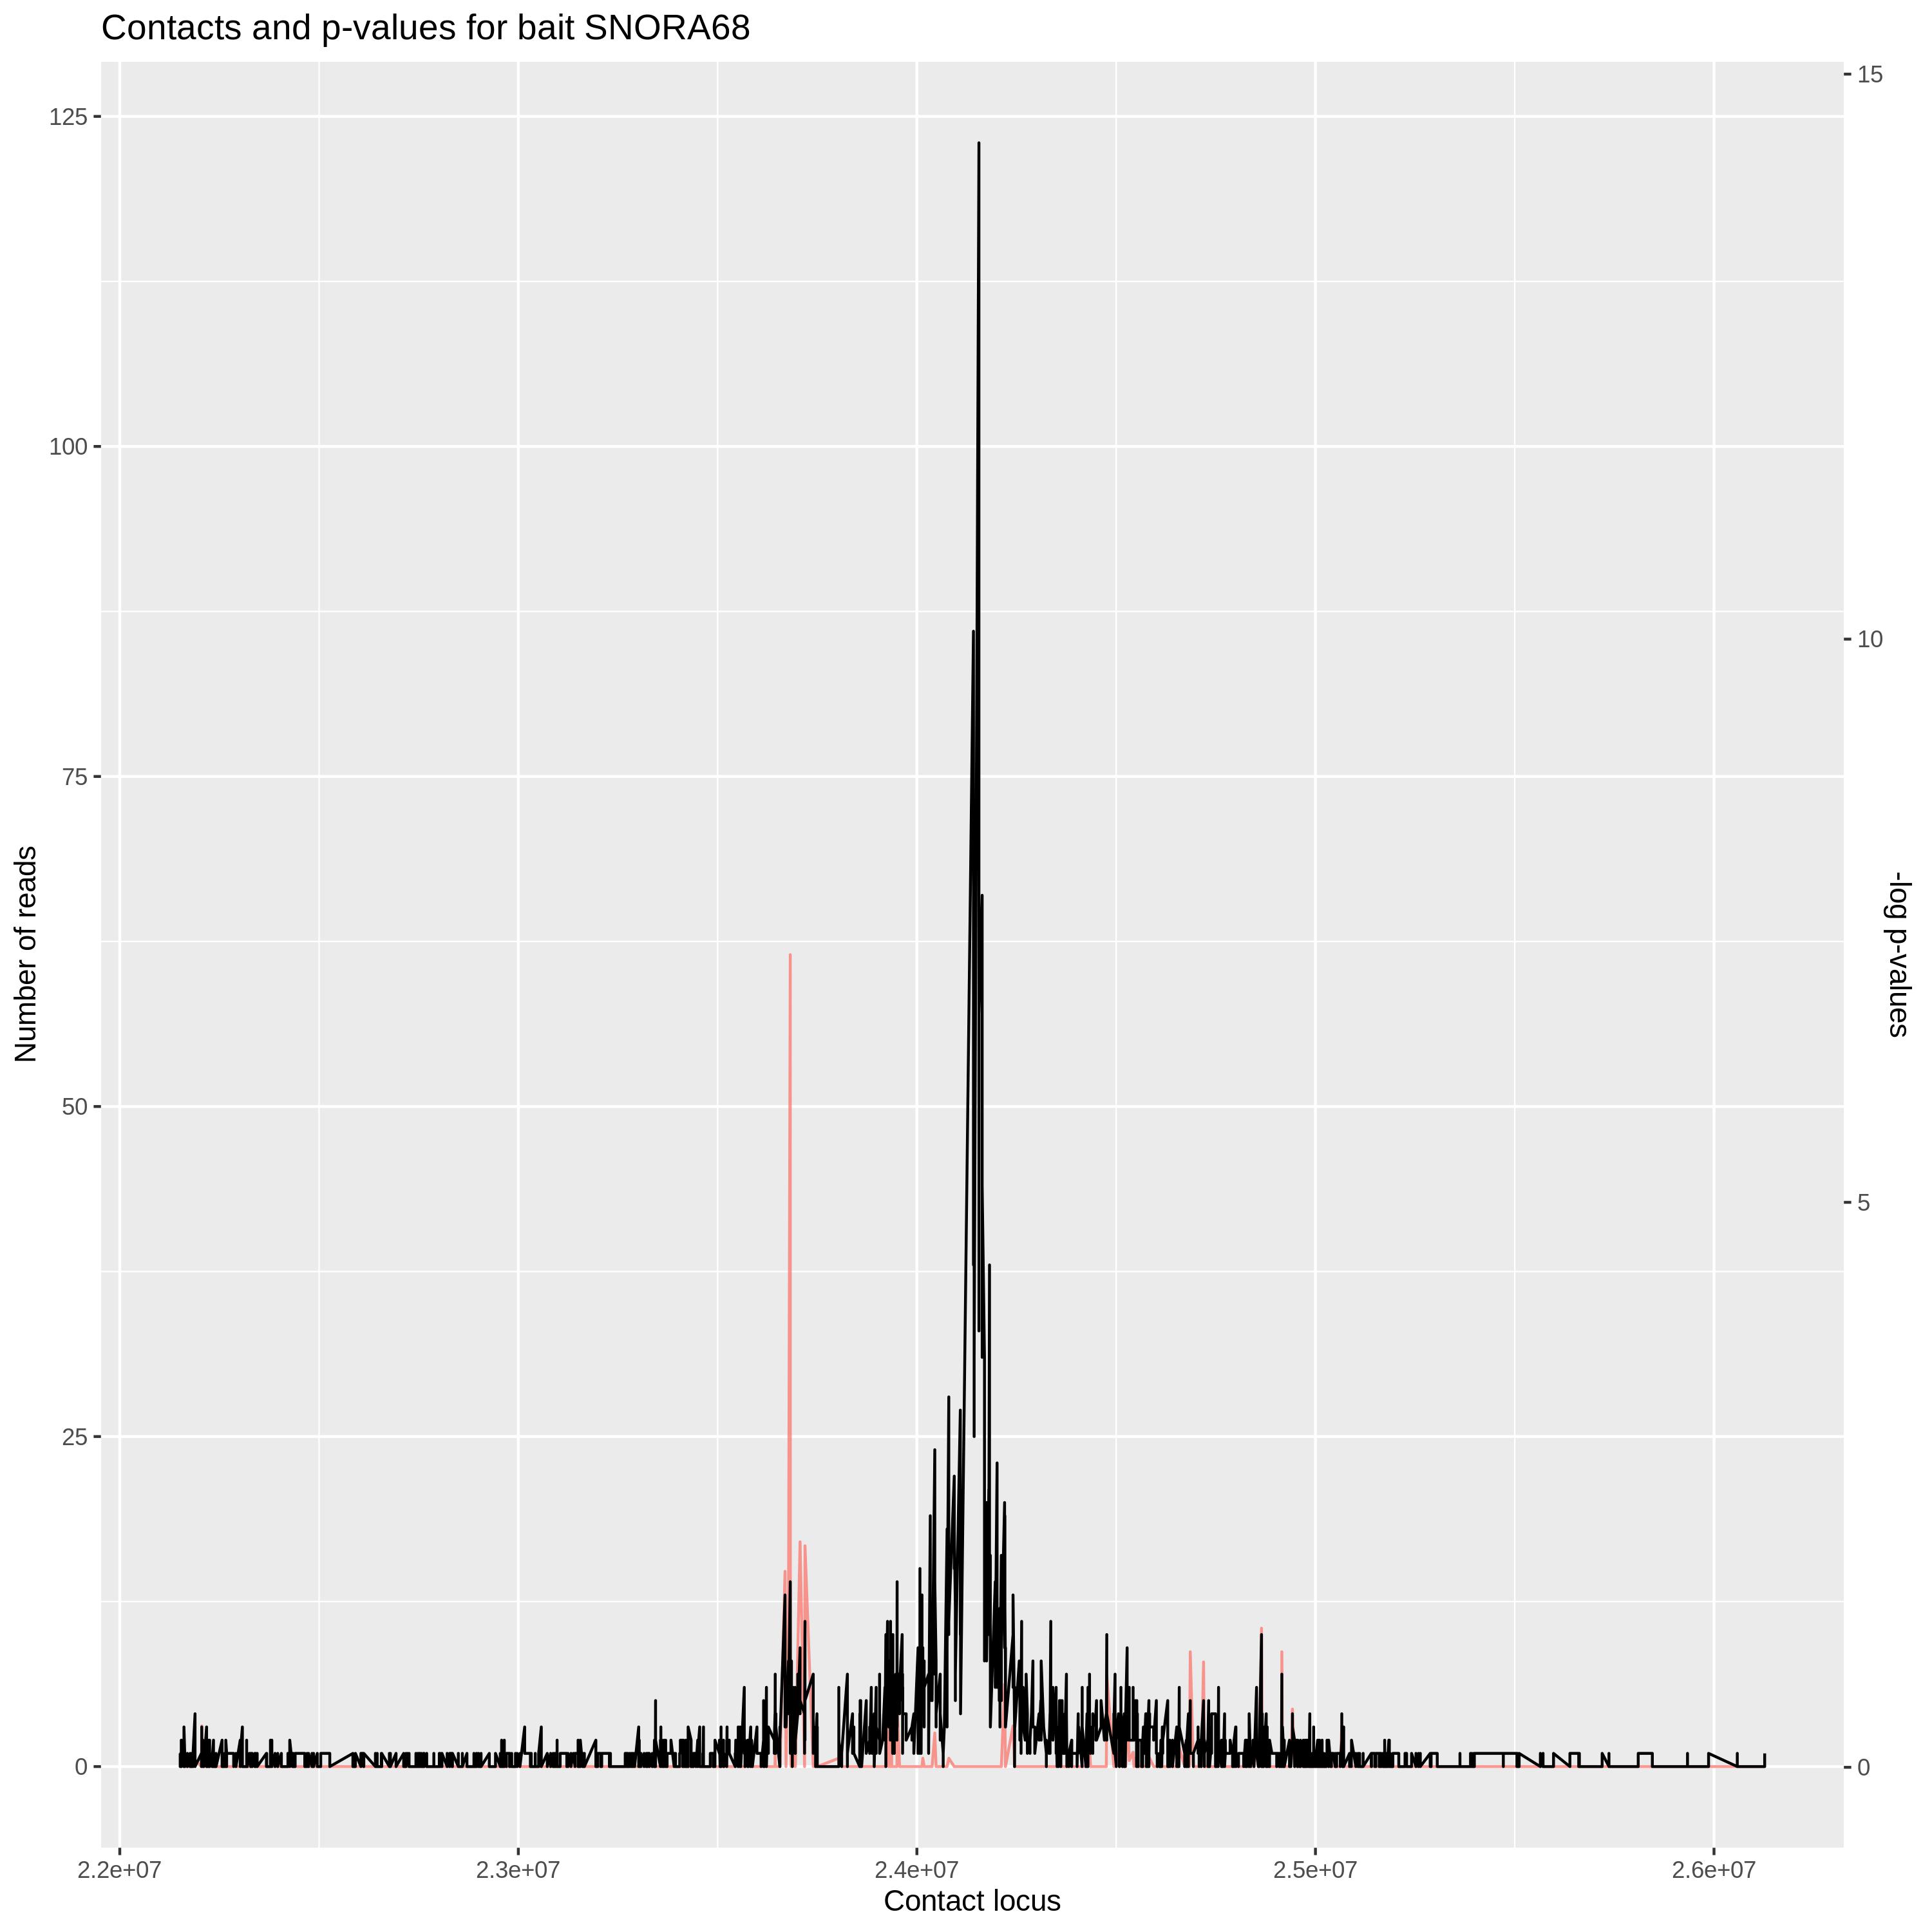 Contacts and p-values for bait SNORA68
125
100
75
50
25
0
Number of reads
15
10
5
0
-log p-values
2.2e+07
2.3e+07
2.4e+07
2.5e+07
2.6e+07
Contact locus